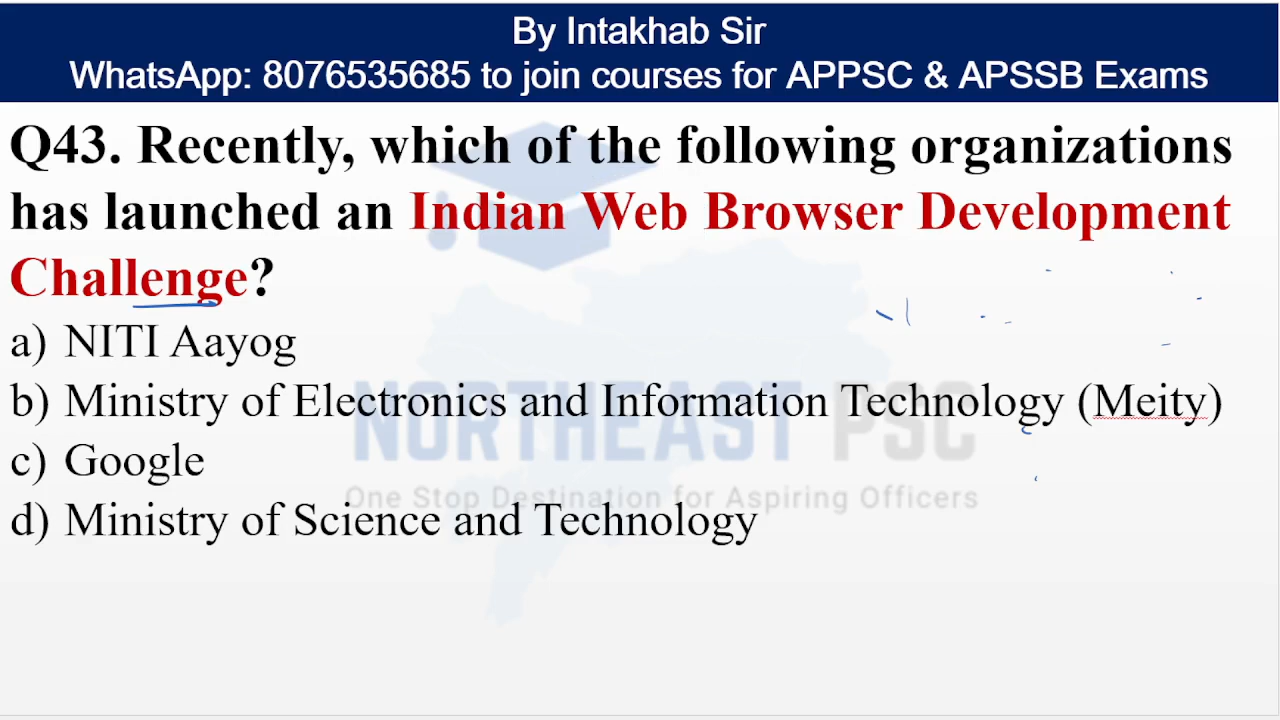 By Intakhab Sir
WhatsApp: 8076535685 to join courses for APPSC & APSSB Exams
Q43. Recently, which of the following organizations
has launched an Indian Web Browser Development
Challenge?
a) NITI Aayog
b) Ministry of Electronics and Information Technology (Meity)
NORTHEAST PSC
c) Google
One Stop Destination for Aspiring Officers
d) Ministry of Science and Technology